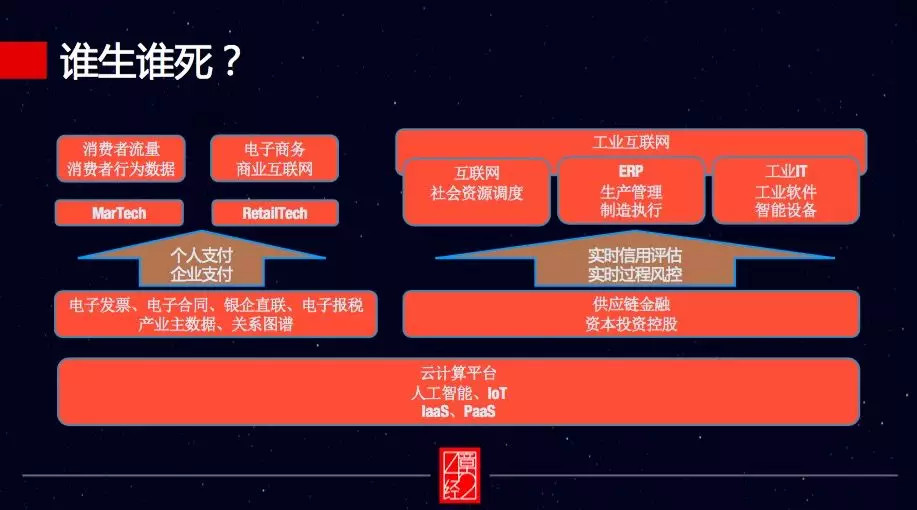 谁生谁死？
消费者流量
消费者行为数据
电子商务
商业互联网
工业互联网
互联网
社会资源调度
ERP
生产管理
制造执行
工业IT
工业软件
智能设备
MarTech
RetailTech
个人支付
企业支付
实时信用评估
实时过程风控
电子发票、电子合同、银企直联、电子报税
产业主数据、关系图谱
供应链金融
资本投资控股
云计算平台
人工智能、IoT
IaaS、PaaS
章
经